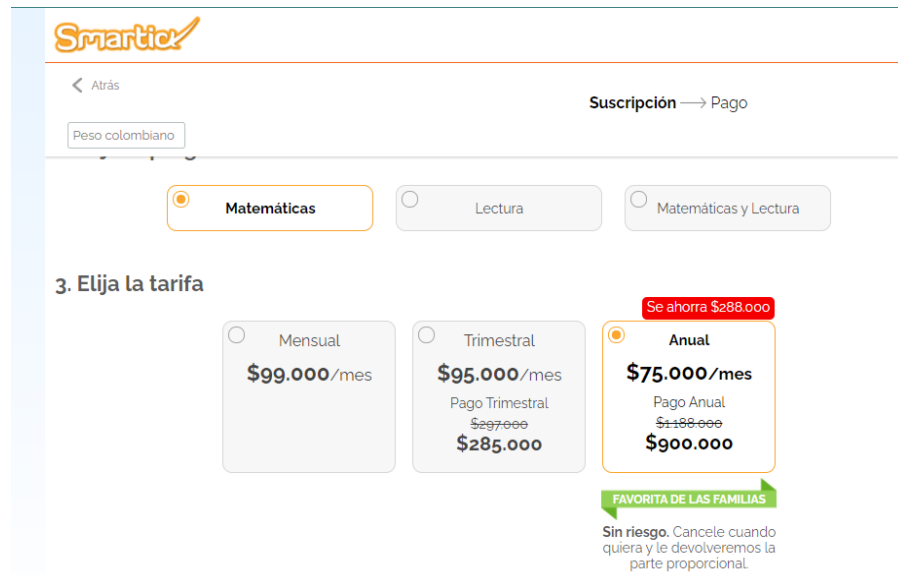 Smartick
Atrás
Suscripción → Pago
Peso colombiano
Matemáticas
Lectura
Matemáticas y Lectura
3. Elija la tarifa
Se ahorra $288.000
Mensual
$99.000/mes
Trimestral
$95.000/mes
Pago Trimestral
$297.000
$285.000
Anual
$75.000/mes
Pago Anual
$1.188.000
$900.000
FAVORITA DE LAS FAMILIAS
Sin riesgo. Cancele cuando
quiera y le devolveremos la
parte proporcional.